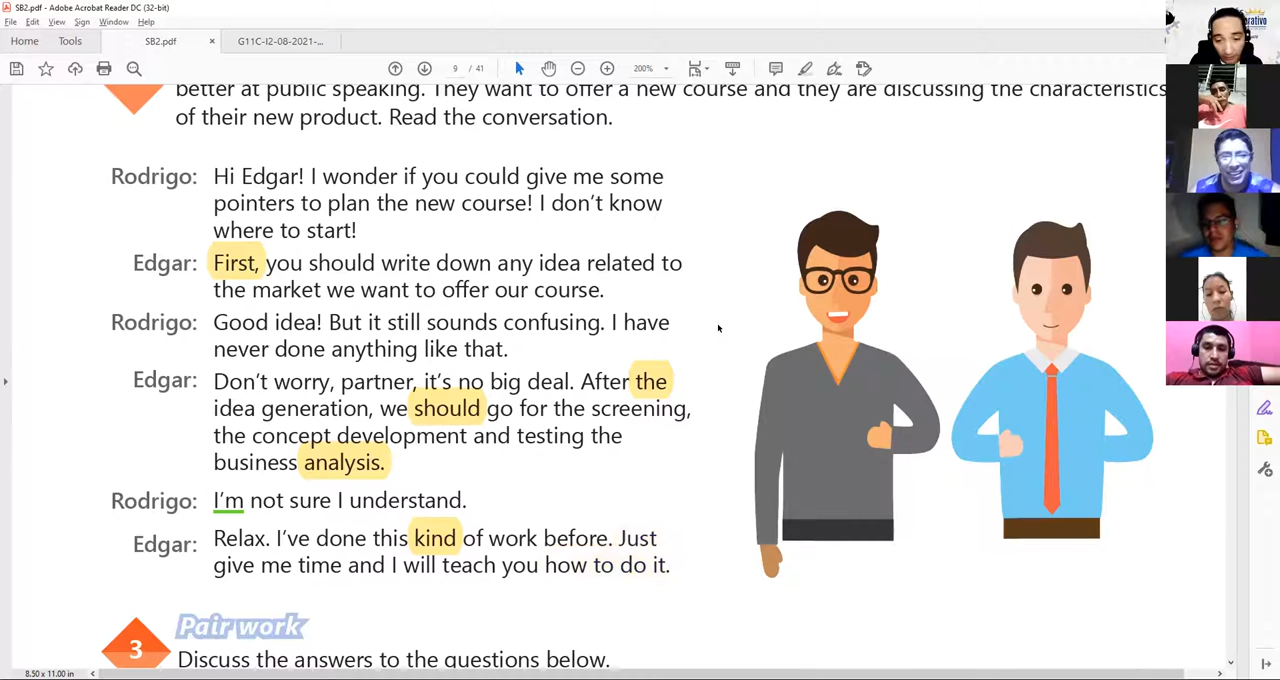 SB2.pdf - Adobe Acrobat Reader DC (32-bit)
File Edit View Sign Window Help
Home Tools SB2.pdf × G11C-I2-08-2021-...
9 / 41 200%
better at public speaking. They want to offer a new course and they are discussing the characteristics
of their new product. Read the conversation.
Rodrigo: Hi Edgar! I wonder if you could give me some
pointers to plan the new course! I don't know
where to start!
Edgar: First, you should write down any idea related to
the market we want to offer our course.
Rodrigo: Good idea! But it still sounds confusing. I have
never done anything like that.
Edgar: Don't worry, partner, it's no big deal. After the
idea generation, we should go for the screening,
the concept development and testing the
business analysis.
Rodrigo: I'm not sure I understand.
Edgar: Relax. I've done this kind of work before. Just
give me time and I will teach you how to do it.
Pair work
3
Discuss the answers to the questions below.
8.50 x 11.00 in